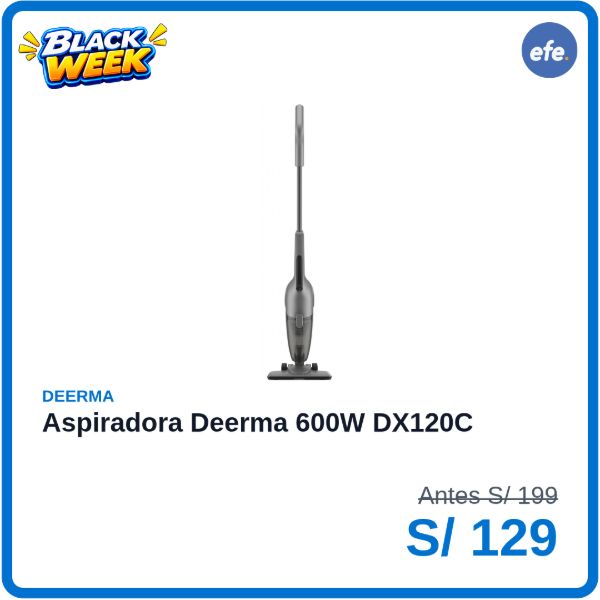 BLACK
WEEK
efe.
DEERMA
Aspiradora Deerma 600W DX120C
Antes S/ 199
S/ 129